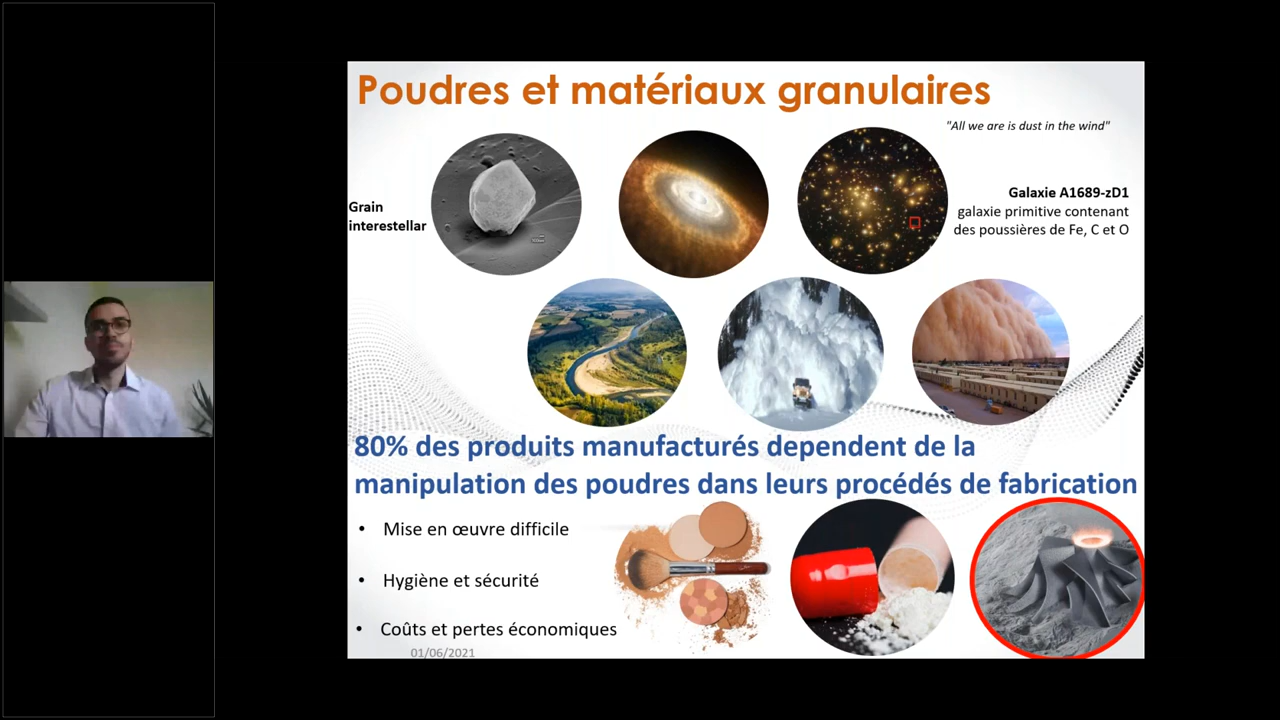 Poudres et matériaux granulaires
"All we are is dust in the wind"
Grain
interestellar
Galaxie A1689-zD1
galaxie primitive contenant
des poussières de Fe, C et O
80% des produits manufacturés dependent de la
manipulation des poudres dans leurs procédés de fabrication
• Mise en œuvre difficile
• Hygiène et sécurité
• Coûts et pertes économiques
01/06/2021